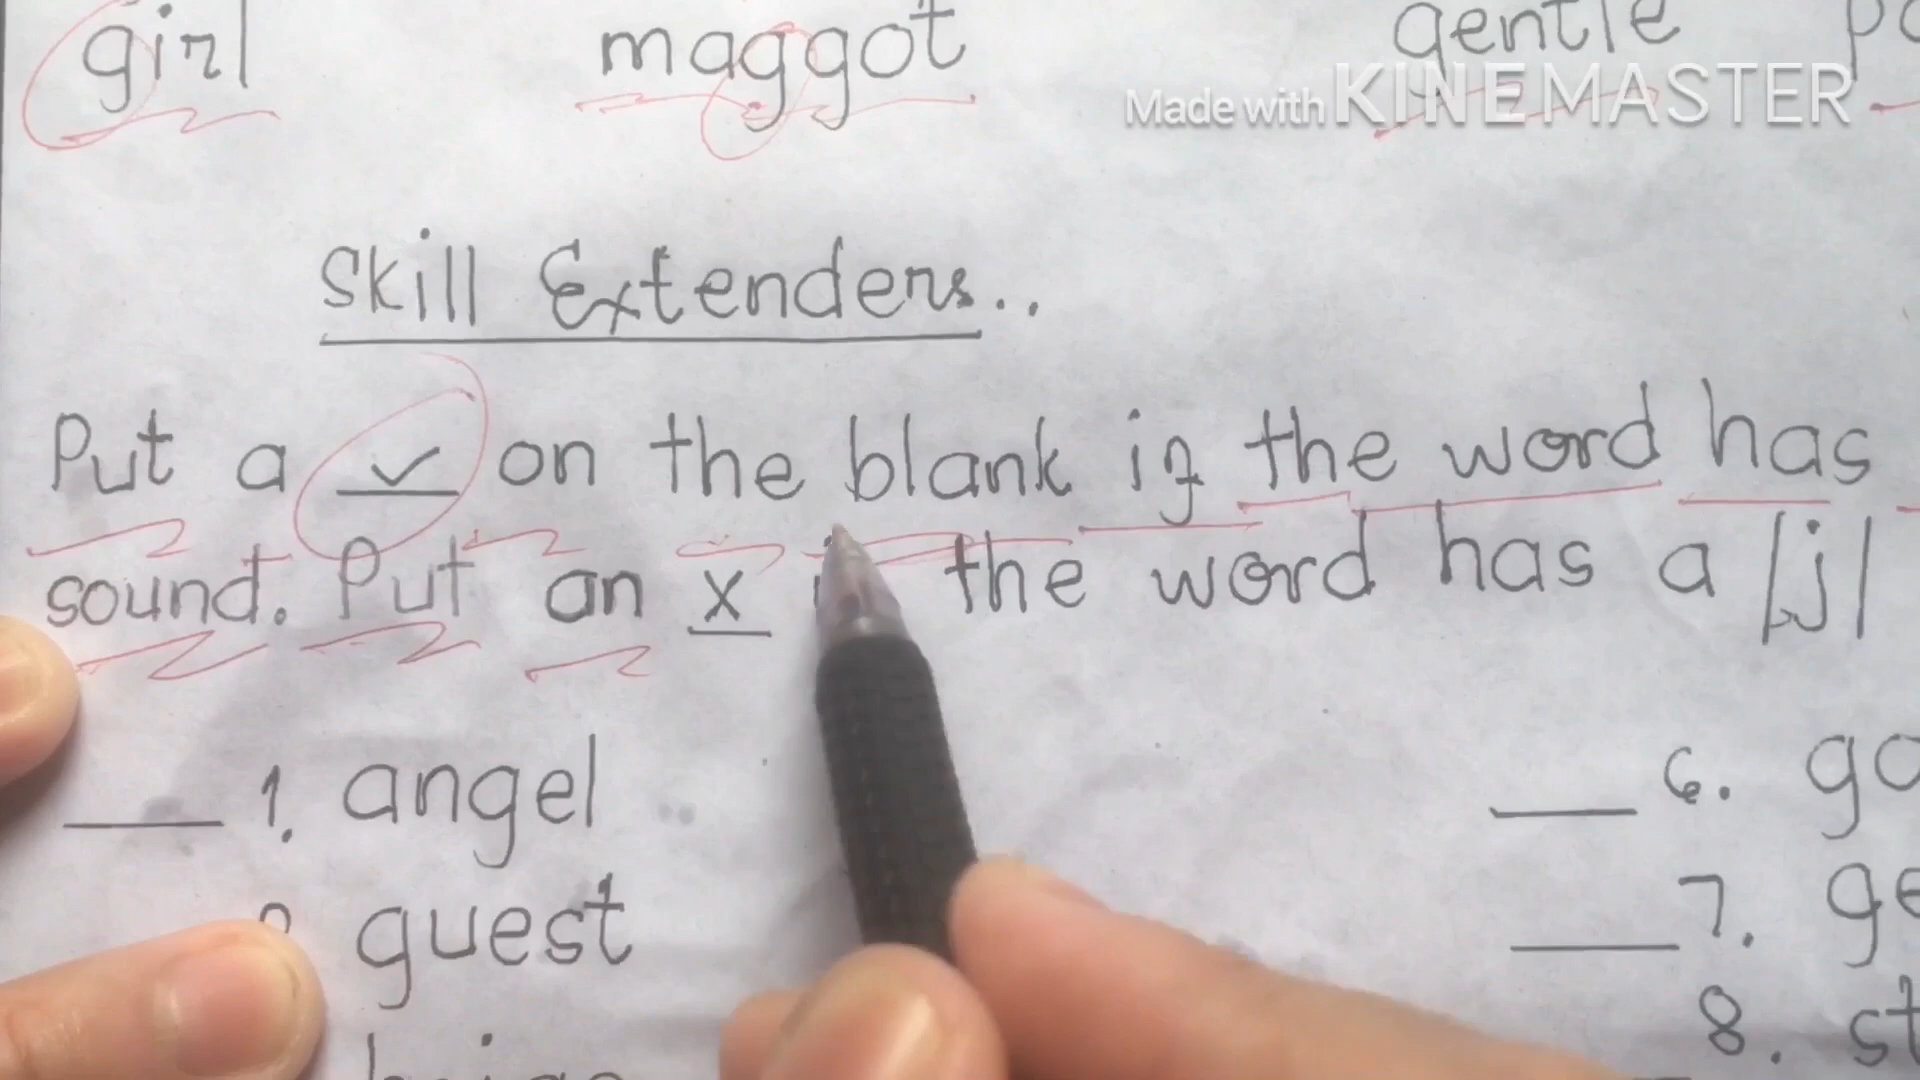 girl maggot gentle
Made with KINEMASTER
Skill Extenders..
Put a ✓ on the blank if the word has
sound. Put an x the word has a |j|
1. angel 6.
guest 7.
8.